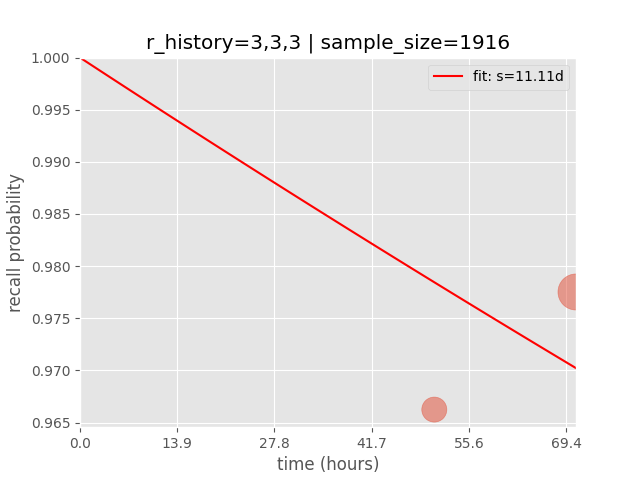 r_history=3,3,3 | sample_size=1916
fit: s=11.11d
recall probability
1.000
0.995
0.990
0.985
0.980
0.975
0.970
0.965
0.0 13.9 27.8 41.7 55.6 69.4
time (hours)